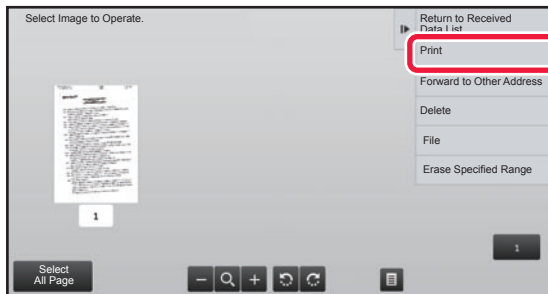 Select Image to Operate.
Return to Received
Data List
Print
Forward to Other Address
Delete
File
Erase Specified Range
1
1
Select
All Page